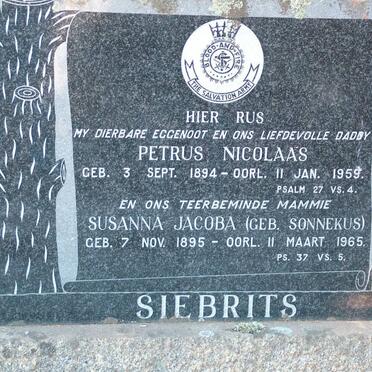 BLOOD AND FIRE
THE SALVATION ARMY
HIER RUS
MY DIERBARE EGGENOOT EN ONS LIEFDEVOLLE DADDY
PETRUS NICOLAAS
GEB. 3 SEPT. 1894 – OORL. 11 JAN. 1959.
PSALM 27 VS. 4.
EN ONS TEERBEMINDE MAMMIE
SUSANNA JACOBA (GEB. SONNEKUS)
GEB. 7 NOV. 1895 – OORL. 11 MAART 1965.
PS. 37 VS. 5.
SIEBRITS